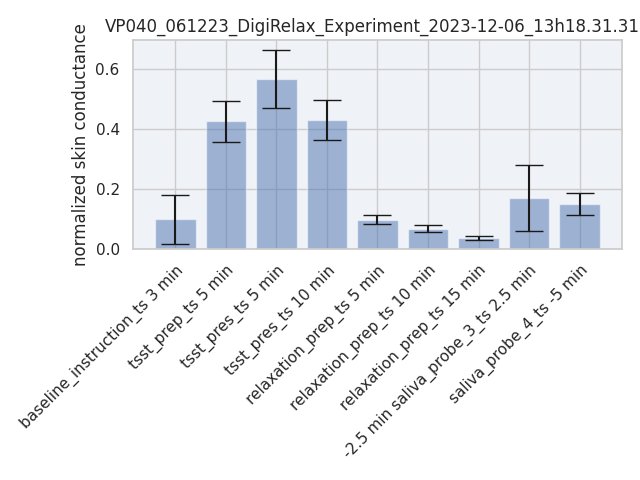 VP040_061223_DigiRelax_Experiment_2023-12-06_13h18.31.31
normalized skin conductance
0.6
0.4
0.2
0.0
baseline_instruction_ts 3 min
tsst_prep_ts 5 min
tsst_pres_ts 5 min
tsst_pres_ts 10 min
relaxation_prep_ts 5 min
relaxation_prep_ts 10 min
relaxation_prep_ts 15 min
-2.5 min saliva_probe_3_ts 2.5 min
saliva_probe_4_ts -5 min